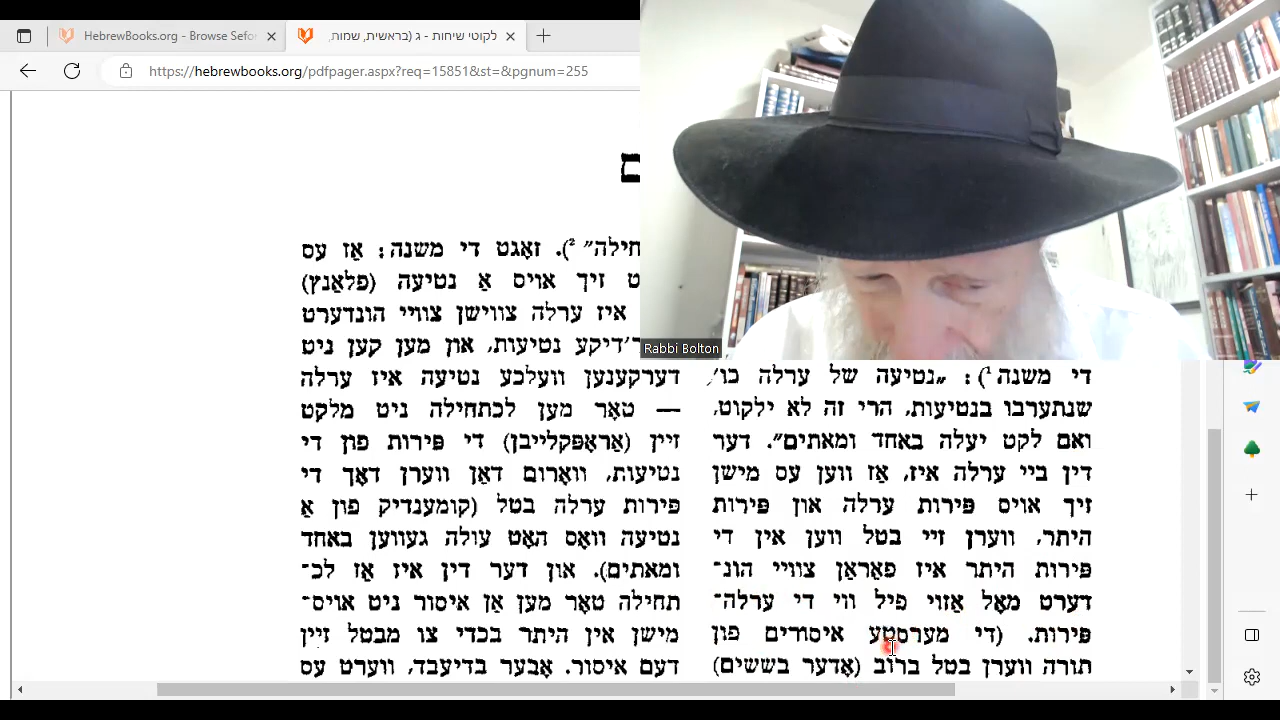 HebrewBooks.org - Browse Sefo
לקוטי שיחות - ג (בראשית, שמות,
https://hebrewbooks.org/pdfpager.aspx?req=15851&st=&pgnum=255
Rabbi Bolton
ם
די משנה¹): „נטיעה של ערלה כו׳
שנתערבו בנטיעות, הרי זה לא ילקוט,
ואם לקט יעלה באחד ומאתים״. דער
דין ביי ערלה איז, אַז ווען עס מישן
זיך אויס פירות ערלה און פירות
היתר, ווערן זיי בטל ווען אין די
פירות היתר איז פאַראַן צוויי הונ־
דערט מאָל אַזוי פיל ווי די ערלה־
פירות. (די מערסטע איסורים פון
תורה ווערן בטל ברוב (אָדער בששים)
חילה״²). זאָגט די משנה: אַז עס
ט זיך אויס אַ נטיעה (פלאַנץ)
איז ערלה צווישן צוויי הונדערט
ר׳דיקע נטיעות, און מען קען ניט
דערקענען וועלכע נטיעה איז ערלה
— טאָר מען לכתחילה ניט מלקט
זיין (אַראָפּקלייבן) די פירות פון די
נטיעות, וואָרום דאַן ווערן דאָך די
פירות ערלה בטל (קומענדיק פון אַ
נטיעה וואָס האָט עולה געווען באחד
ומאתים). און דער דין איז אַז לכ־
תחילה טאָר מען אַן איסור ניט אויס־
מישן אין היתר בכדי צו מבטל זיין
דעם איסור. אָבער בדיעבד, ווערט עס